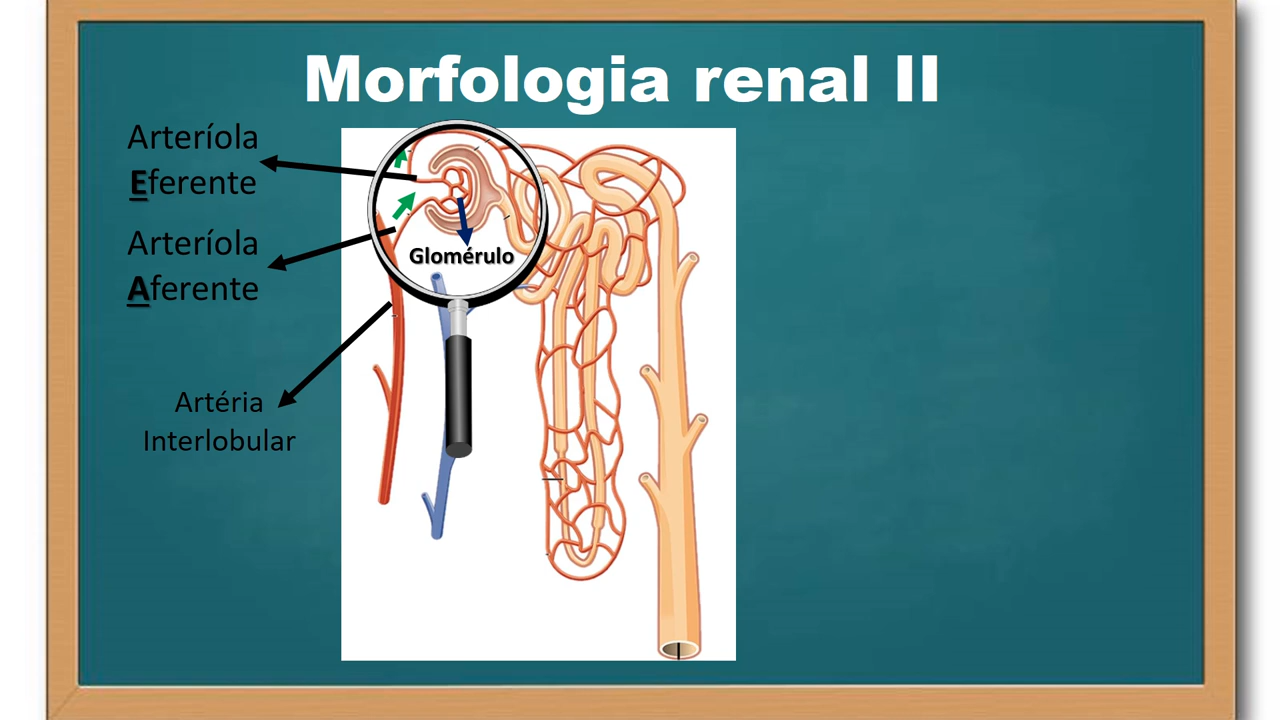 Morfologia renal II
Arteríola
Eferente
Arteríola
Aferente
Glomérulo
Artéria
Interlobular